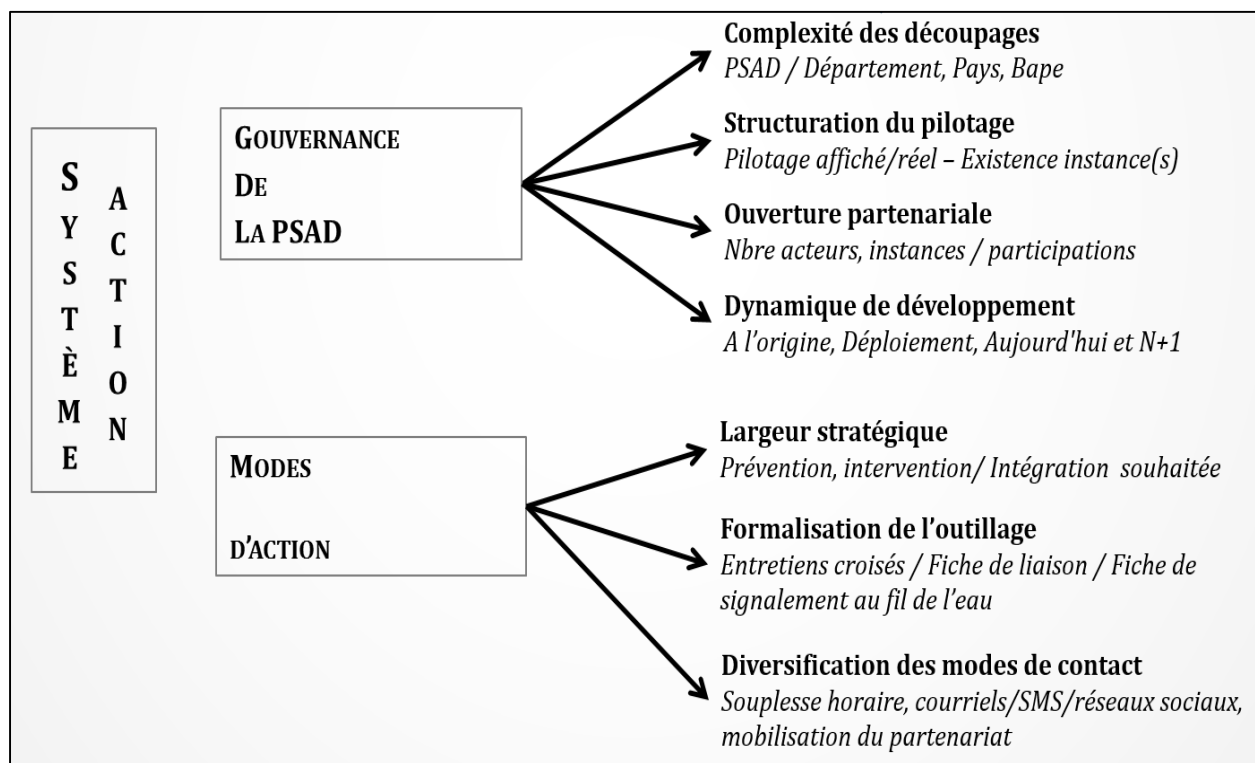 SYSTÈME
ACTION
GOUVERNANCE
DE
LA PSAD
Complexité des découpages
PSAD / Département, Pays, Bape
Structuration du pilotage
Pilotage affiché/réel – Existence instance(s)
Ouverture partenariale
Nbre acteurs, instances / participations
Dynamique de développement
A l’origine, Déploiement, Aujourd'hui et N+1
MODES
D’ACTION
Largeur stratégique
Prévention, intervention/ Intégration souhaitée
Formalisation de l’outillage
Entretiens croisés / Fiche de liaison / Fiche de
signalement au fil de l’eau
Diversification des modes de contact
Souplesse horaire, courriels/SMS/réseaux sociaux,
mobilisation du partenariat